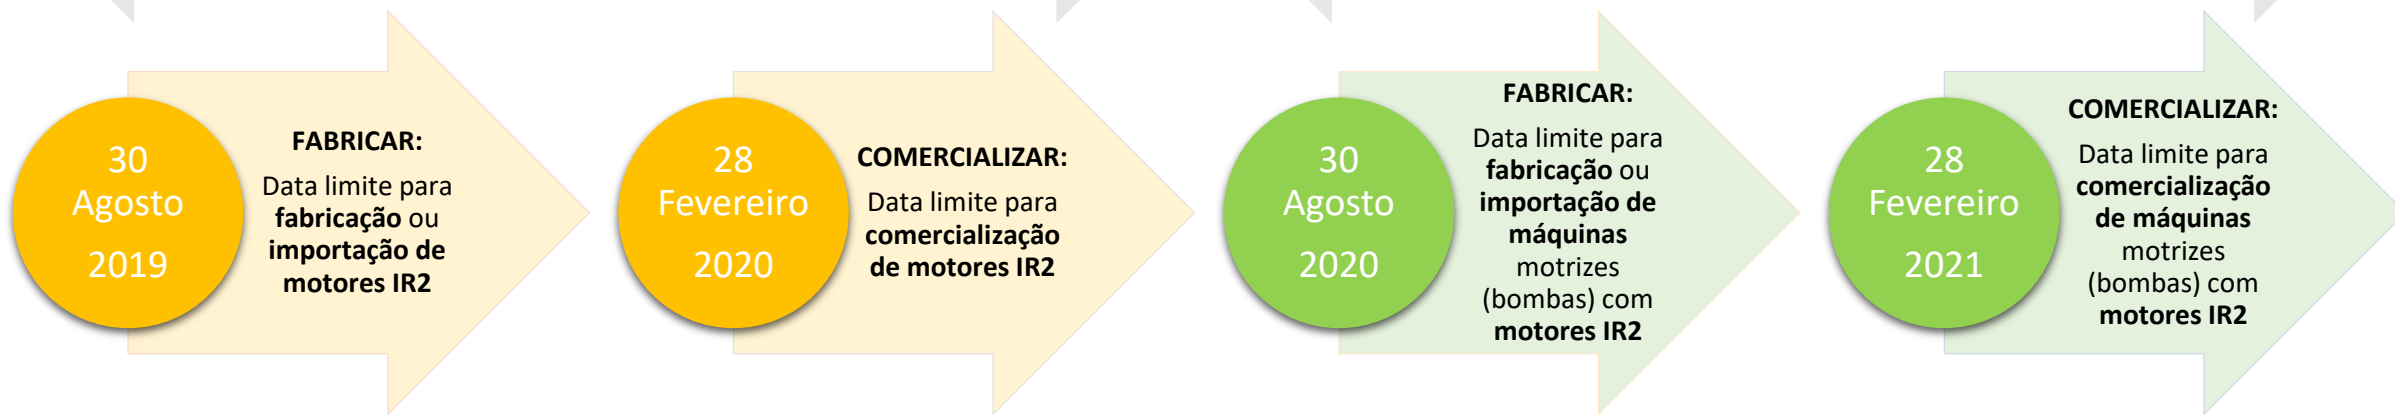 30
Agosto
2019
FABRICAR:
Data limite para
fabricação ou
importação de
motores IR2
28
Fevereiro
2020
COMERCIALIZAR:
Data limite para
comercialização
de motores IR2
30
Agosto
2020
FABRICAR:
Data limite para
fabricação ou
importação de
máquinas
motrizes
(bombas) com
motores IR2
28
Fevereiro
2021
COMERCIALIZAR:
Data limite para
comercialização
de máquinas
motrizes
(bombas) com
motores IR2